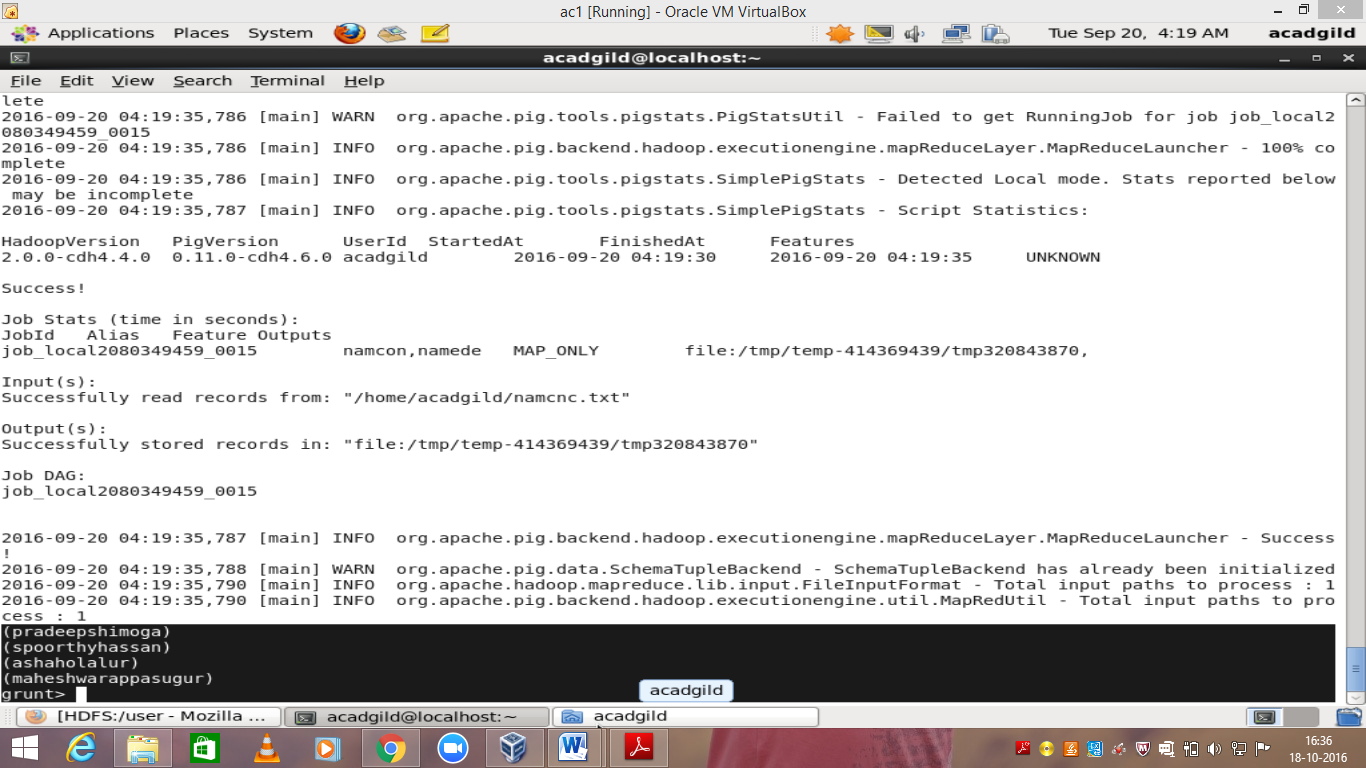 ac1 [Running] - Oracle VM VirtualBox
Applications Places System Tue Sep 20, 4:19 AM acadgild
acadgild@localhost:~
File Edit View Search Terminal Help
lete
2016-09-20 04:19:35,786 [main] WARN  org.apache.pig.tools.pigstats.PigStatsUtil - Failed to get RunningJob for job job_local2
080349459_0015
2016-09-20 04:19:35,786 [main] INFO  org.apache.pig.backend.hadoop.executionengine.mapReduceLayer.MapReduceLauncher - 100% co
mplete
2016-09-20 04:19:35,786 [main] INFO  org.apache.pig.tools.pigstats.SimplePigStats - Detected Local mode. Stats reported below
 may be incomplete
2016-09-20 04:19:35,787 [main] INFO  org.apache.pig.tools.pigstats.SimplePigStats - Script Statistics:
HadoopVersion PigVersion UserId StartedAt FinishedAt Features
2.0.0-cdh4.4.0 0.11.0-cdh4.6.0 acadgild 2016-09-20 04:19:30 2016-09-20 04:19:35 UNKNOWN
Success!
Job Stats (time in seconds):
JobId Alias Feature Outputs
job_local2080349459_0015 namcon,namede MAP_ONLY file:/tmp/temp-414369439/tmp320843870,
Input(s):
Successfully read records from: "/home/acadgild/namcnc.txt"
Output(s):
Successfully stored records in: "file:/tmp/temp-414369439/tmp320843870"
Job DAG:
job_local2080349459_0015
2016-09-20 04:19:35,787 [main] INFO  org.apache.pig.backend.hadoop.executionengine.mapReduceLayer.MapReduceLauncher - Success
!
2016-09-20 04:19:35,788 [main] WARN  org.apache.pig.data.SchemaTupleBackend - SchemaTupleBackend has already been initialized
2016-09-20 04:19:35,790 [main] INFO  org.apache.hadoop.mapreduce.lib.input.FileInputFormat - Total input paths to process : 1
2016-09-20 04:19:35,790 [main] INFO  org.apache.pig.backend.hadoop.executionengine.util.MapRedUtil - Total input paths to pro
cess : 1
(pradeepshimoga)
(spoorthyhassan)
(ashaholalur)
(maheshwarappasugur)
grunt>
acadgild
[HDFS:/user - Mozilla ... acadgild@localhost:~ acadgild
16:36
18-10-2016